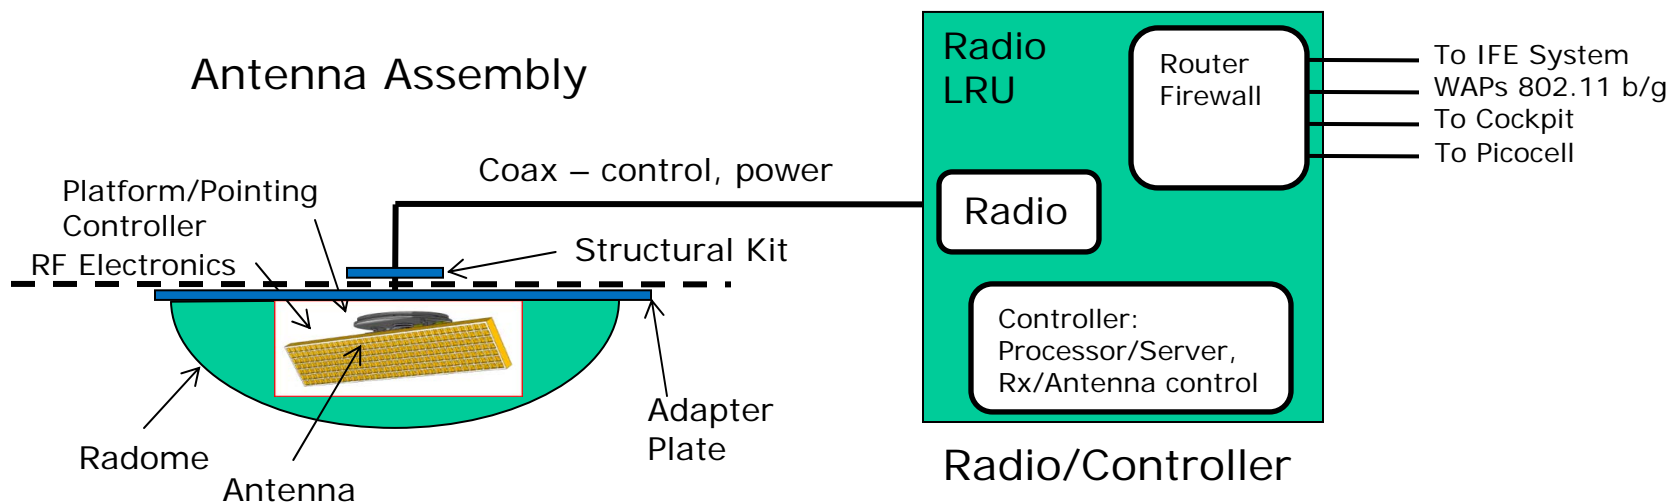 Antenna Assembly
Platform/Pointing
Controller
RF Electronics
Coax – control, power
Structural Kit
Radome
Antenna
Adapter
Plate
Radio
LRU
Router
Firewall
Radio
Controller:
Processor/Server,
Rx/Antenna control
Radio/Controller
To IFE System
WAPs 802.11 b/g
To Cockpit
To Picocell